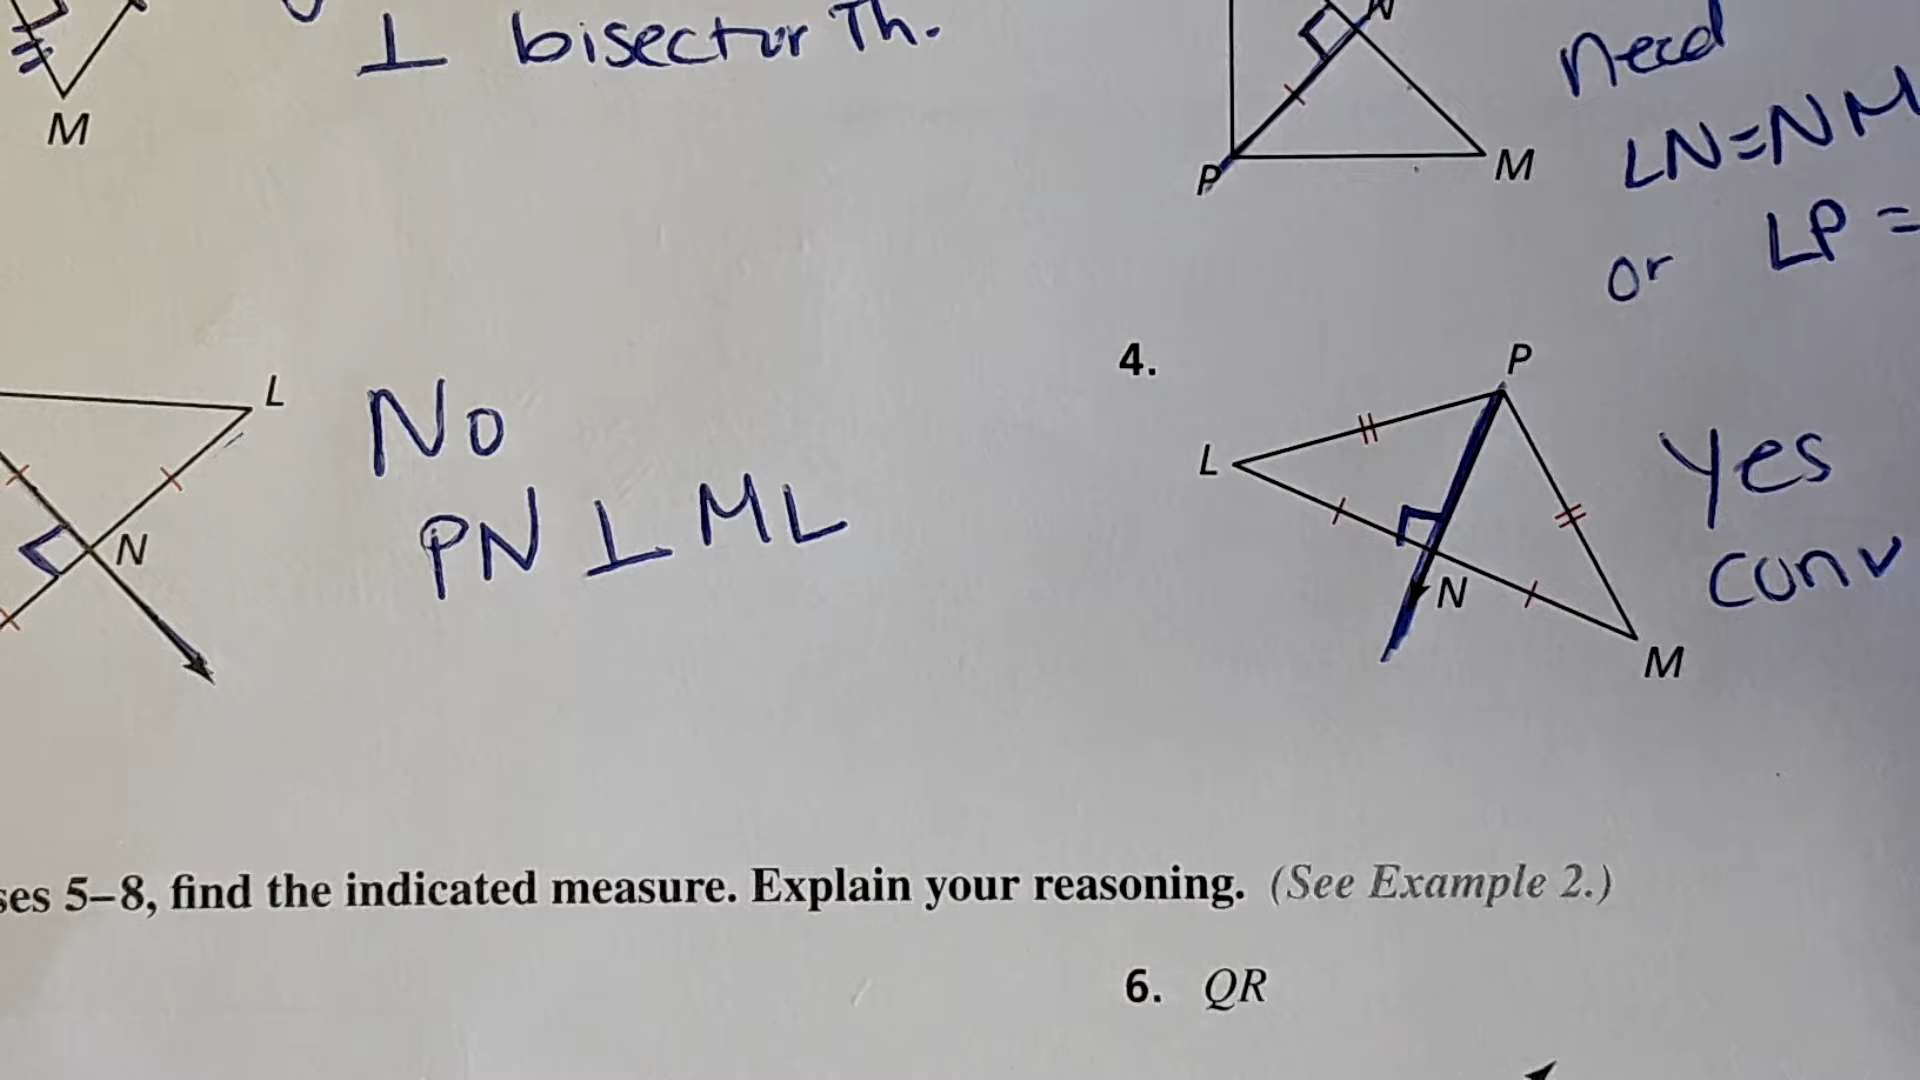 M
⊥ bisector Th.
N
P
M
need
LN=NM
or LP =
L
N
No
PN ⊥ ML
4.
P
L
N
M
Yes
conv
ses 5–8, find the indicated measure. Explain your reasoning. (See Example 2.)
6. QR